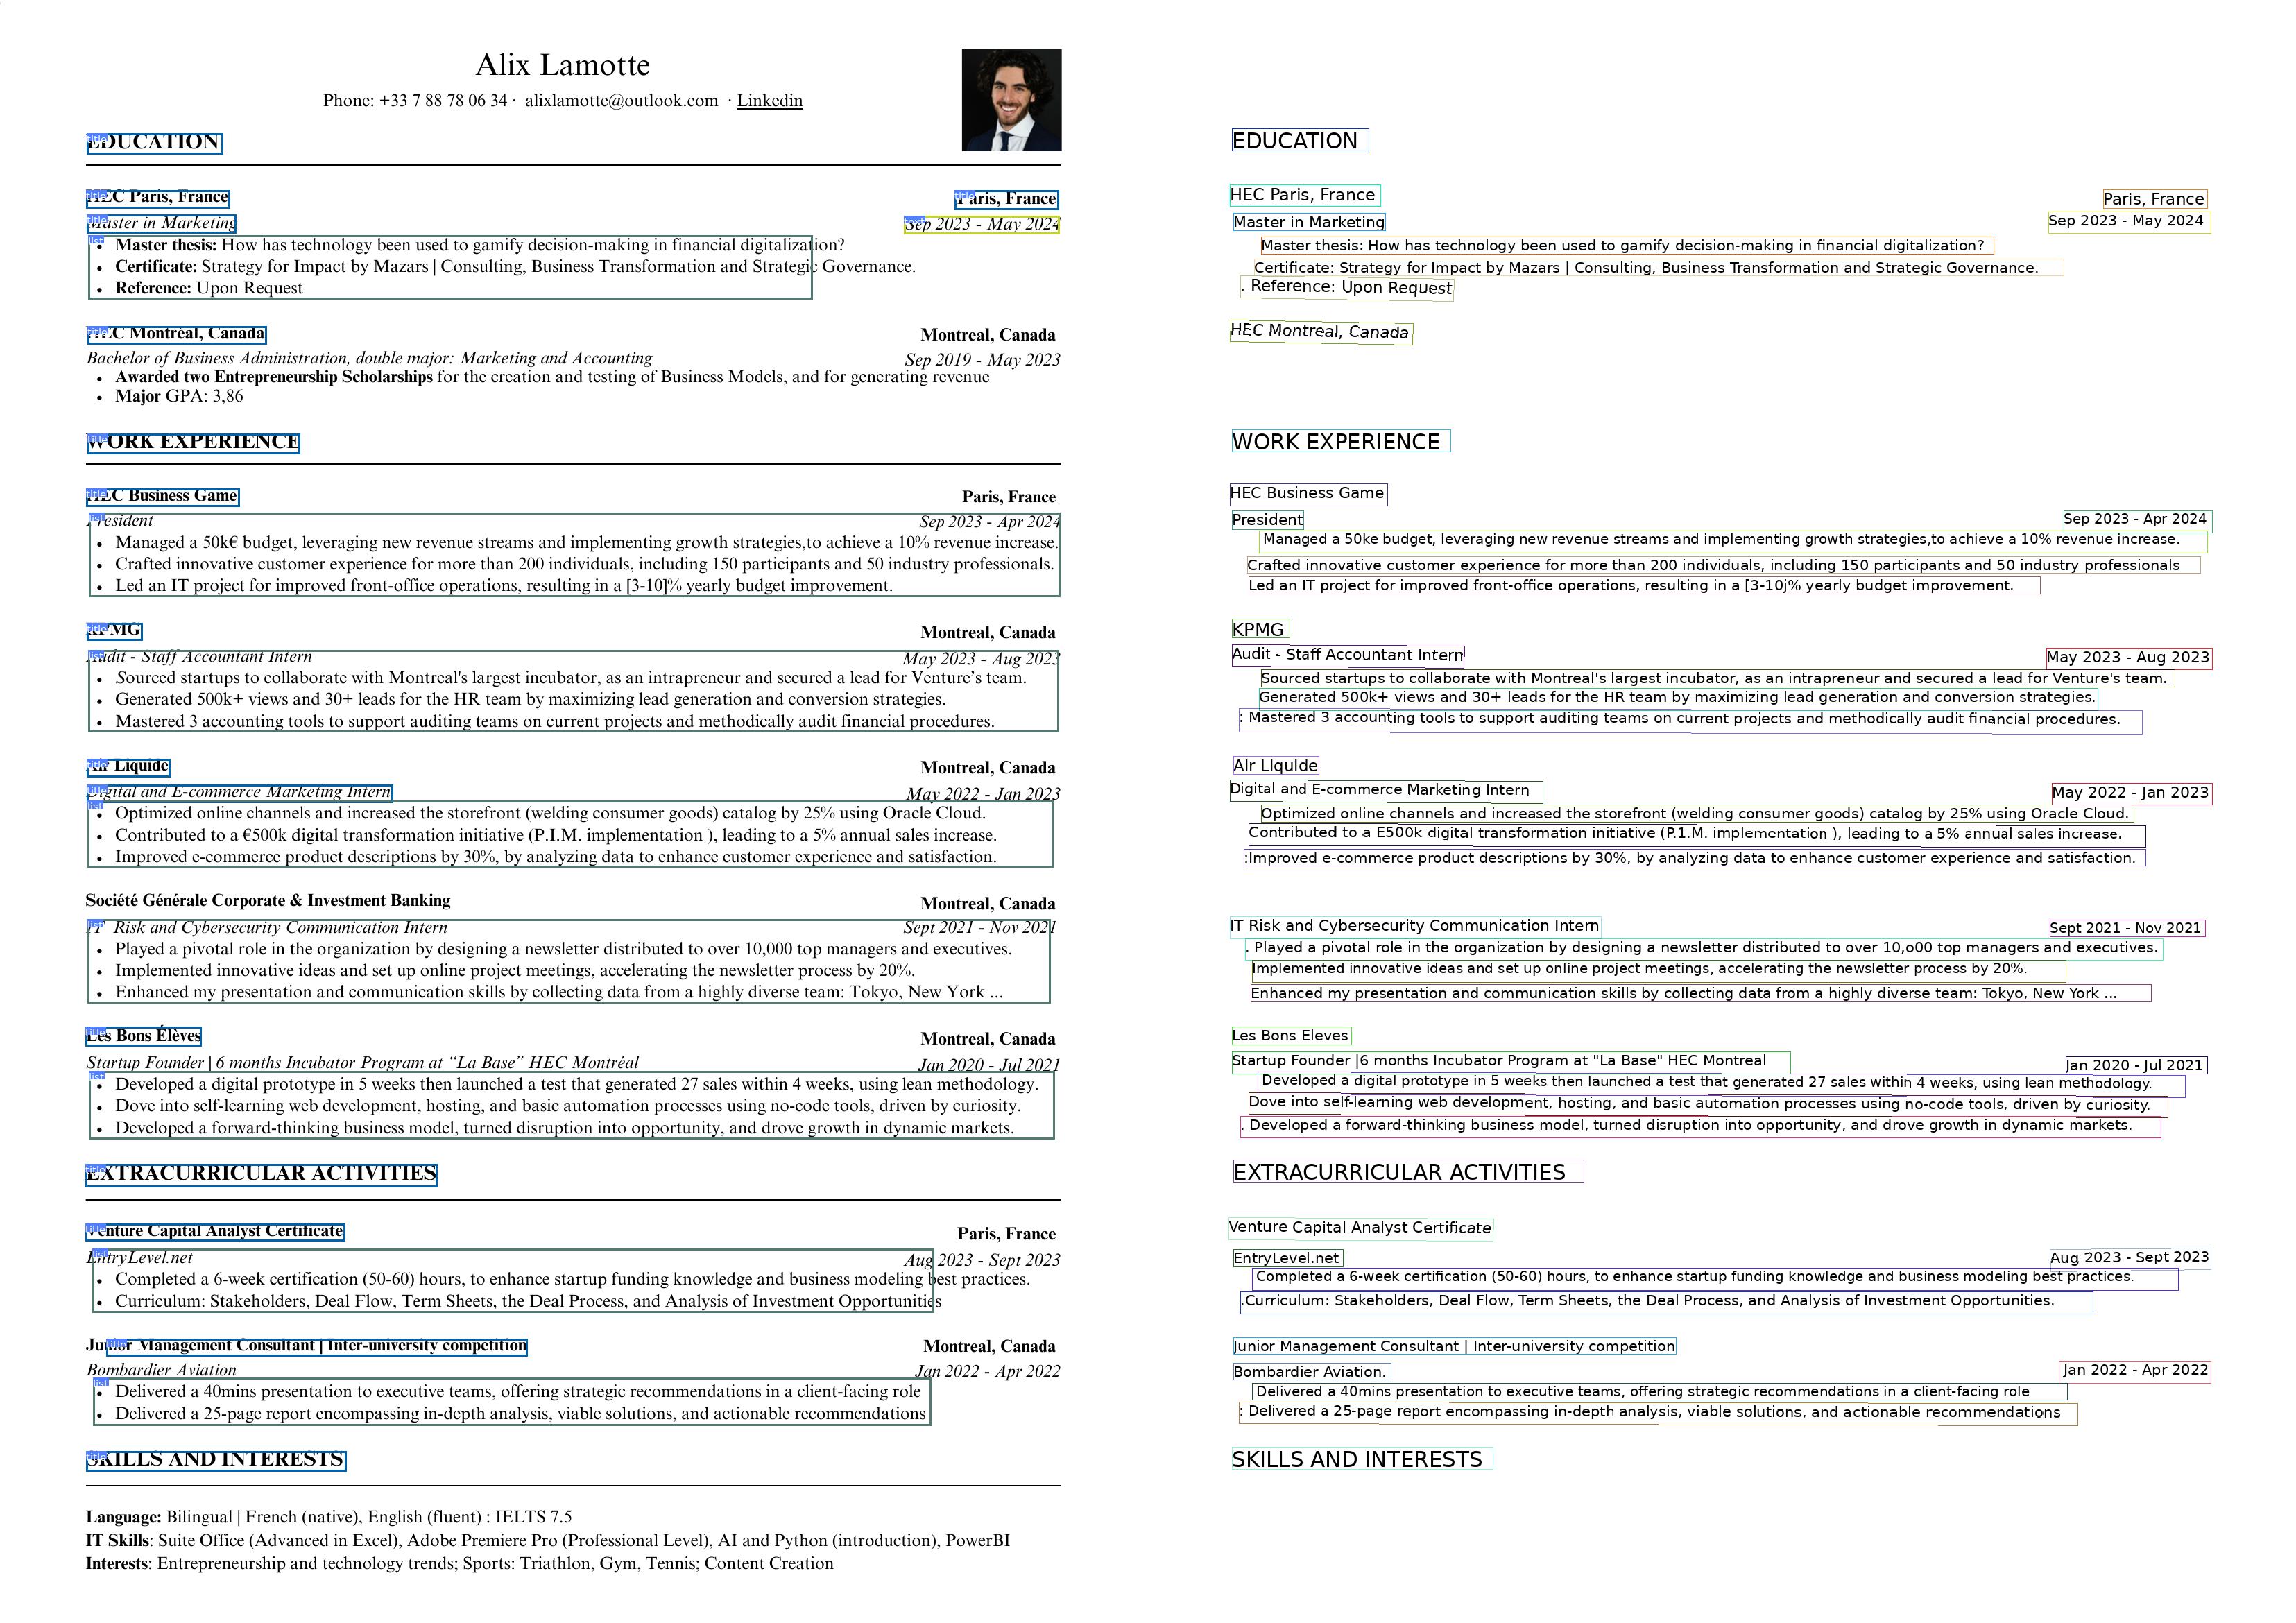 Alix Lamotte
Phone: +33 7 88 78 06 34 · alixlamotte@outlook.com · Linkedin
EDUCATION
HEC Paris, France Paris, France
Master in Marketing Sep 2023 - May 2024
• Master thesis: How has technology been used to gamify decision-making in financial digitalization?
• Certificate: Strategy for Impact by Mazars | Consulting, Business Transformation and Strategic Governance.
• Reference: Upon Request
HEC Montréal, Canada Montreal, Canada
Bachelor of Business Administration, double major: Marketing and Accounting Sep 2019 - May 2023
• Awarded two Entrepreneurship Scholarships for the creation and testing of Business Models, and for generating revenue
• Major GPA: 3,86
WORK EXPERIENCE
HEC Business Game Paris, France
President Sep 2023 - Apr 2024
• Managed a 50k€ budget, leveraging new revenue streams and implementing growth strategies,to achieve a 10% revenue increase.
• Crafted innovative customer experience for more than 200 individuals, including 150 participants and 50 industry professionals.
• Led an IT project for improved front-office operations, resulting in a [3-10]% yearly budget improvement.
KPMG Montreal, Canada
Audit - Staff Accountant Intern May 2023 - Aug 2023
• Sourced startups to collaborate with Montreal's largest incubator, as an intrapreneur and secured a lead for Venture's team.
• Generated 500k+ views and 30+ leads for the HR team by maximizing lead generation and conversion strategies.
• Mastered 3 accounting tools to support auditing teams on current projects and methodically audit financial procedures.
Air Liquide Montreal, Canada
Digital and E-commerce Marketing Intern May 2022 - Jan 2023
• Optimized online channels and increased the storefront (welding consumer goods) catalog by 25% using Oracle Cloud.
• Contributed to a €500k digital transformation initiative (P.I.M. implementation ), leading to a 5% annual sales increase.
• Improved e-commerce product descriptions by 30%, by analyzing data to enhance customer experience and satisfaction.
Société Générale Corporate & Investment Banking Montreal, Canada
IT Risk and Cybersecurity Communication Intern Sept 2021 - Nov 2021
• Played a pivotal role in the organization by designing a newsletter distributed to over 10,000 top managers and executives.
• Implemented innovative ideas and set up online project meetings, accelerating the newsletter process by 20%.
• Enhanced my presentation and communication skills by collecting data from a highly diverse team: Tokyo, New York ...
Les Bons Élèves Montreal, Canada
Startup Founder | 6 months Incubator Program at “La Base” HEC Montréal Jan 2020 - Jul 2021
• Developed a digital prototype in 5 weeks then launched a test that generated 27 sales within 4 weeks, using lean methodology.
• Dove into self-learning web development, hosting, and basic automation processes using no-code tools, driven by curiosity.
• Developed a forward-thinking business model, turned disruption into opportunity, and drove growth in dynamic markets.
EXTRACURRICULAR ACTIVITIES
Venture Capital Analyst Certificate Paris, France
EntryLevel.net Aug 2023 - Sept 2023
• Completed a 6-week certification (50-60) hours, to enhance startup funding knowledge and business modeling best practices.
• Curriculum: Stakeholders, Deal Flow, Term Sheets, the Deal Process, and Analysis of Investment Opportunities
Junior Management Consultant | Inter-university competition Montreal, Canada
Bombardier Aviation Jan 2022 - Apr 2022
• Delivered a 40mins presentation to executive teams, offering strategic recommendations in a client-facing role
• Delivered a 25-page report encompassing in-depth analysis, viable solutions, and actionable recommendations
SKILLS AND INTERESTS
Language: Bilingual | French (native), English (fluent) : IELTS 7.5
IT Skills: Suite Office (Advanced in Excel), Adobe Premiere Pro (Professional Level), AI and Python (introduction), PowerBI
Interests: Entrepreneurship and technology trends; Sports: Triathlon, Gym, Tennis; Content Creation
EDUCATION
HEC Paris, France Paris, France
Master in Marketing Sep 2023 - May 2024
Master thesis: How has technology been used to gamify decision-making in financial digitalization?
Certificate: Strategy for Impact by Mazars | Consulting, Business Transformation and Strategic Governance.
. Reference: Upon Request
HEC Montreal, Canada
WORK EXPERIENCE
HEC Business Game
President Sep 2023 - Apr 2024
Managed a 50ke budget, leveraging new revenue streams and implementing growth strategies,to achieve a 10% revenue increase.
Crafted innovative customer experience for more than 200 individuals, including 150 participants and 50 industry professionals
Led an IT project for improved front-office operations, resulting in a [3-10j% yearly budget improvement.
KPMG
Audit - Staff Accountant Intern May 2023 - Aug 2023
Sourced startups to collaborate with Montreal's largest incubator, as an intrapreneur and secured a lead for Venture's team.
Generated 500k+ views and 30+ leads for the HR team by maximizing lead generation and conversion strategies.
: Mastered 3 accounting tools to support auditing teams on current projects and methodically audit financial procedures.
Air Liquide
Digital and E-commerce Marketing Intern May 2022 - Jan 2023
Optimized online channels and increased the storefront (welding consumer goods) catalog by 25% using Oracle Cloud.
Contributed to a E500k digital transformation initiative (P.1.M. implementation ), leading to a 5% annual sales increase.
:Improved e-commerce product descriptions by 30%, by analyzing data to enhance customer experience and satisfaction.
IT Risk and Cybersecurity Communication Intern Sept 2021 - Nov 2021
. Played a pivotal role in the organization by designing a newsletter distributed to over 10,o00 top managers and executives.
Implemented innovative ideas and set up online project meetings, accelerating the newsletter process by 20%.
Enhanced my presentation and communication skills by collecting data from a highly diverse team: Tokyo, New York ...
Les Bons Eleves
Startup Founder |6 months Incubator Program at "La Base" HEC Montreal Jan 2020 - Jul 2021
Developed a digital prototype in 5 weeks then launched a test that generated 27 sales within 4 weeks, using lean methodology.
Dove into self-learning web development, hosting, and basic automation processes using no-code tools, driven by curiosity.
. Developed a forward-thinking business model, turned disruption into opportunity, and drove growth in dynamic markets.
EXTRACURRICULAR ACTIVITIES
Venture Capital Analyst Certificate
EntryLevel.net Aug 2023 - Sept 2023
Completed a 6-week certification (50-60) hours, to enhance startup funding knowledge and business modeling best practices.
.Curriculum: Stakeholders, Deal Flow, Term Sheets, the Deal Process, and Analysis of Investment Opportunities.
Junior Management Consultant | Inter-university competition
Bombardier Aviation. Jan 2022 - Apr 2022
Delivered a 40mins presentation to executive teams, offering strategic recommendations in a client-facing role
: Delivered a 25-page report encompassing in-depth analysis, viable solutions, and actionable recommendations
SKILLS AND INTERESTS